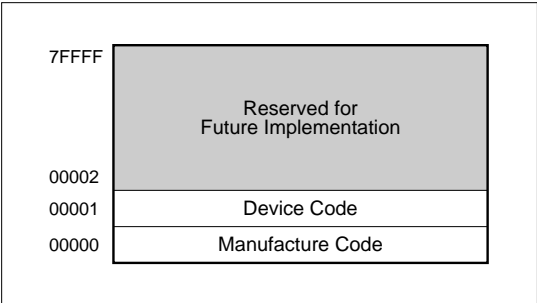 7FFFF
Reserved for
Future Implementation
00002
00001 Device Code
00000 Manufacture Code